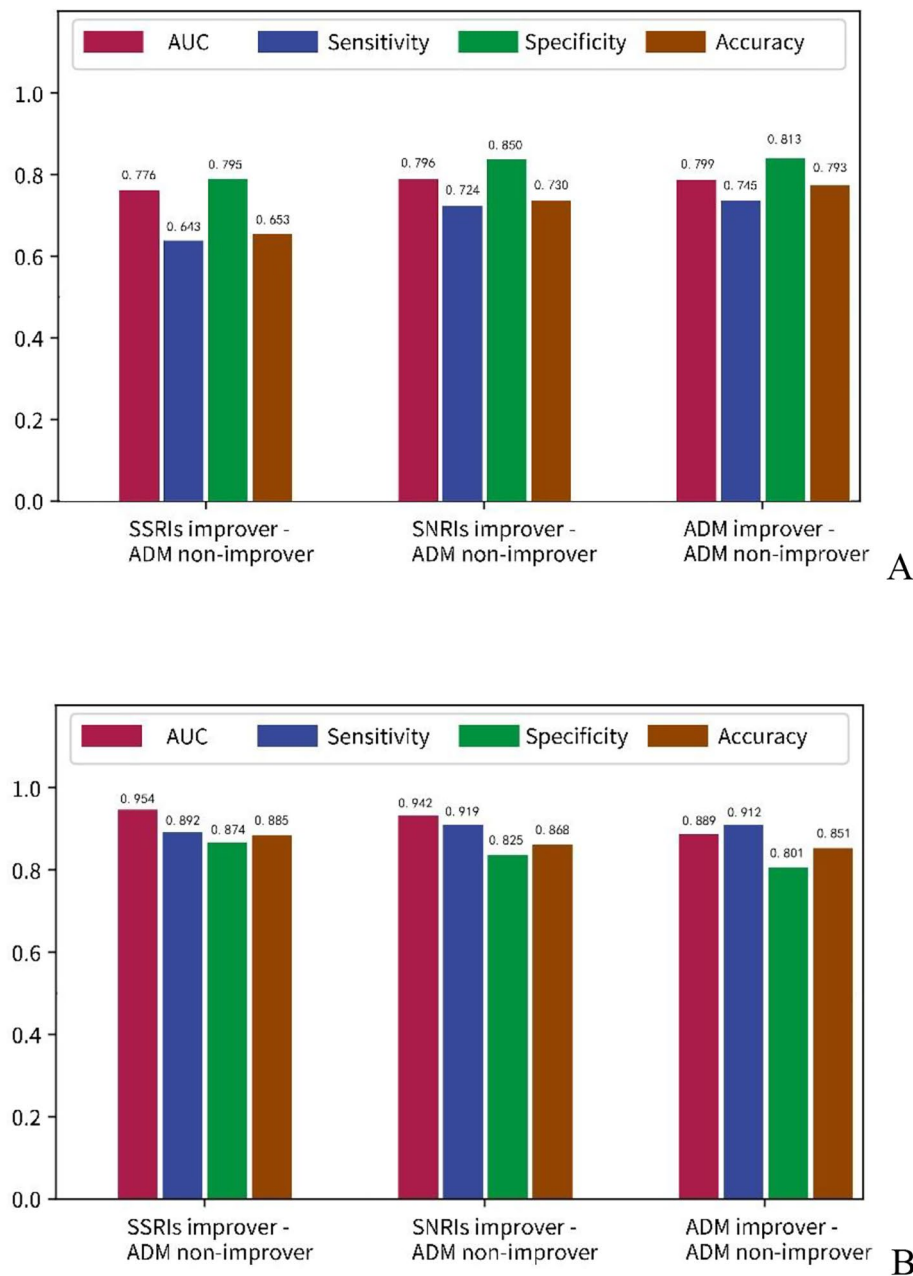 AUC Sensitivity Specificity Accuracy
1.0
0.8
0.6
0.4
0.2
0.0
0.776 0.643 0.795 0.653 0.796 0.724 0.850 0.730 0.799 0.745 0.813 0.793
SSRIs improver - SNRIs improver - ADM improver -
ADM non-improver ADM non-improver ADM non-improver
A
AUC Sensitivity Specificity Accuracy
1.0
0.8
0.6
0.4
0.2
0.0
0.954 0.892 0.874 0.885 0.942 0.919 0.825 0.868 0.889 0.912 0.801 0.851
SSRIs improver - SNRIs improver - ADM improver -
ADM non-improver ADM non-improver ADM non-improver
B